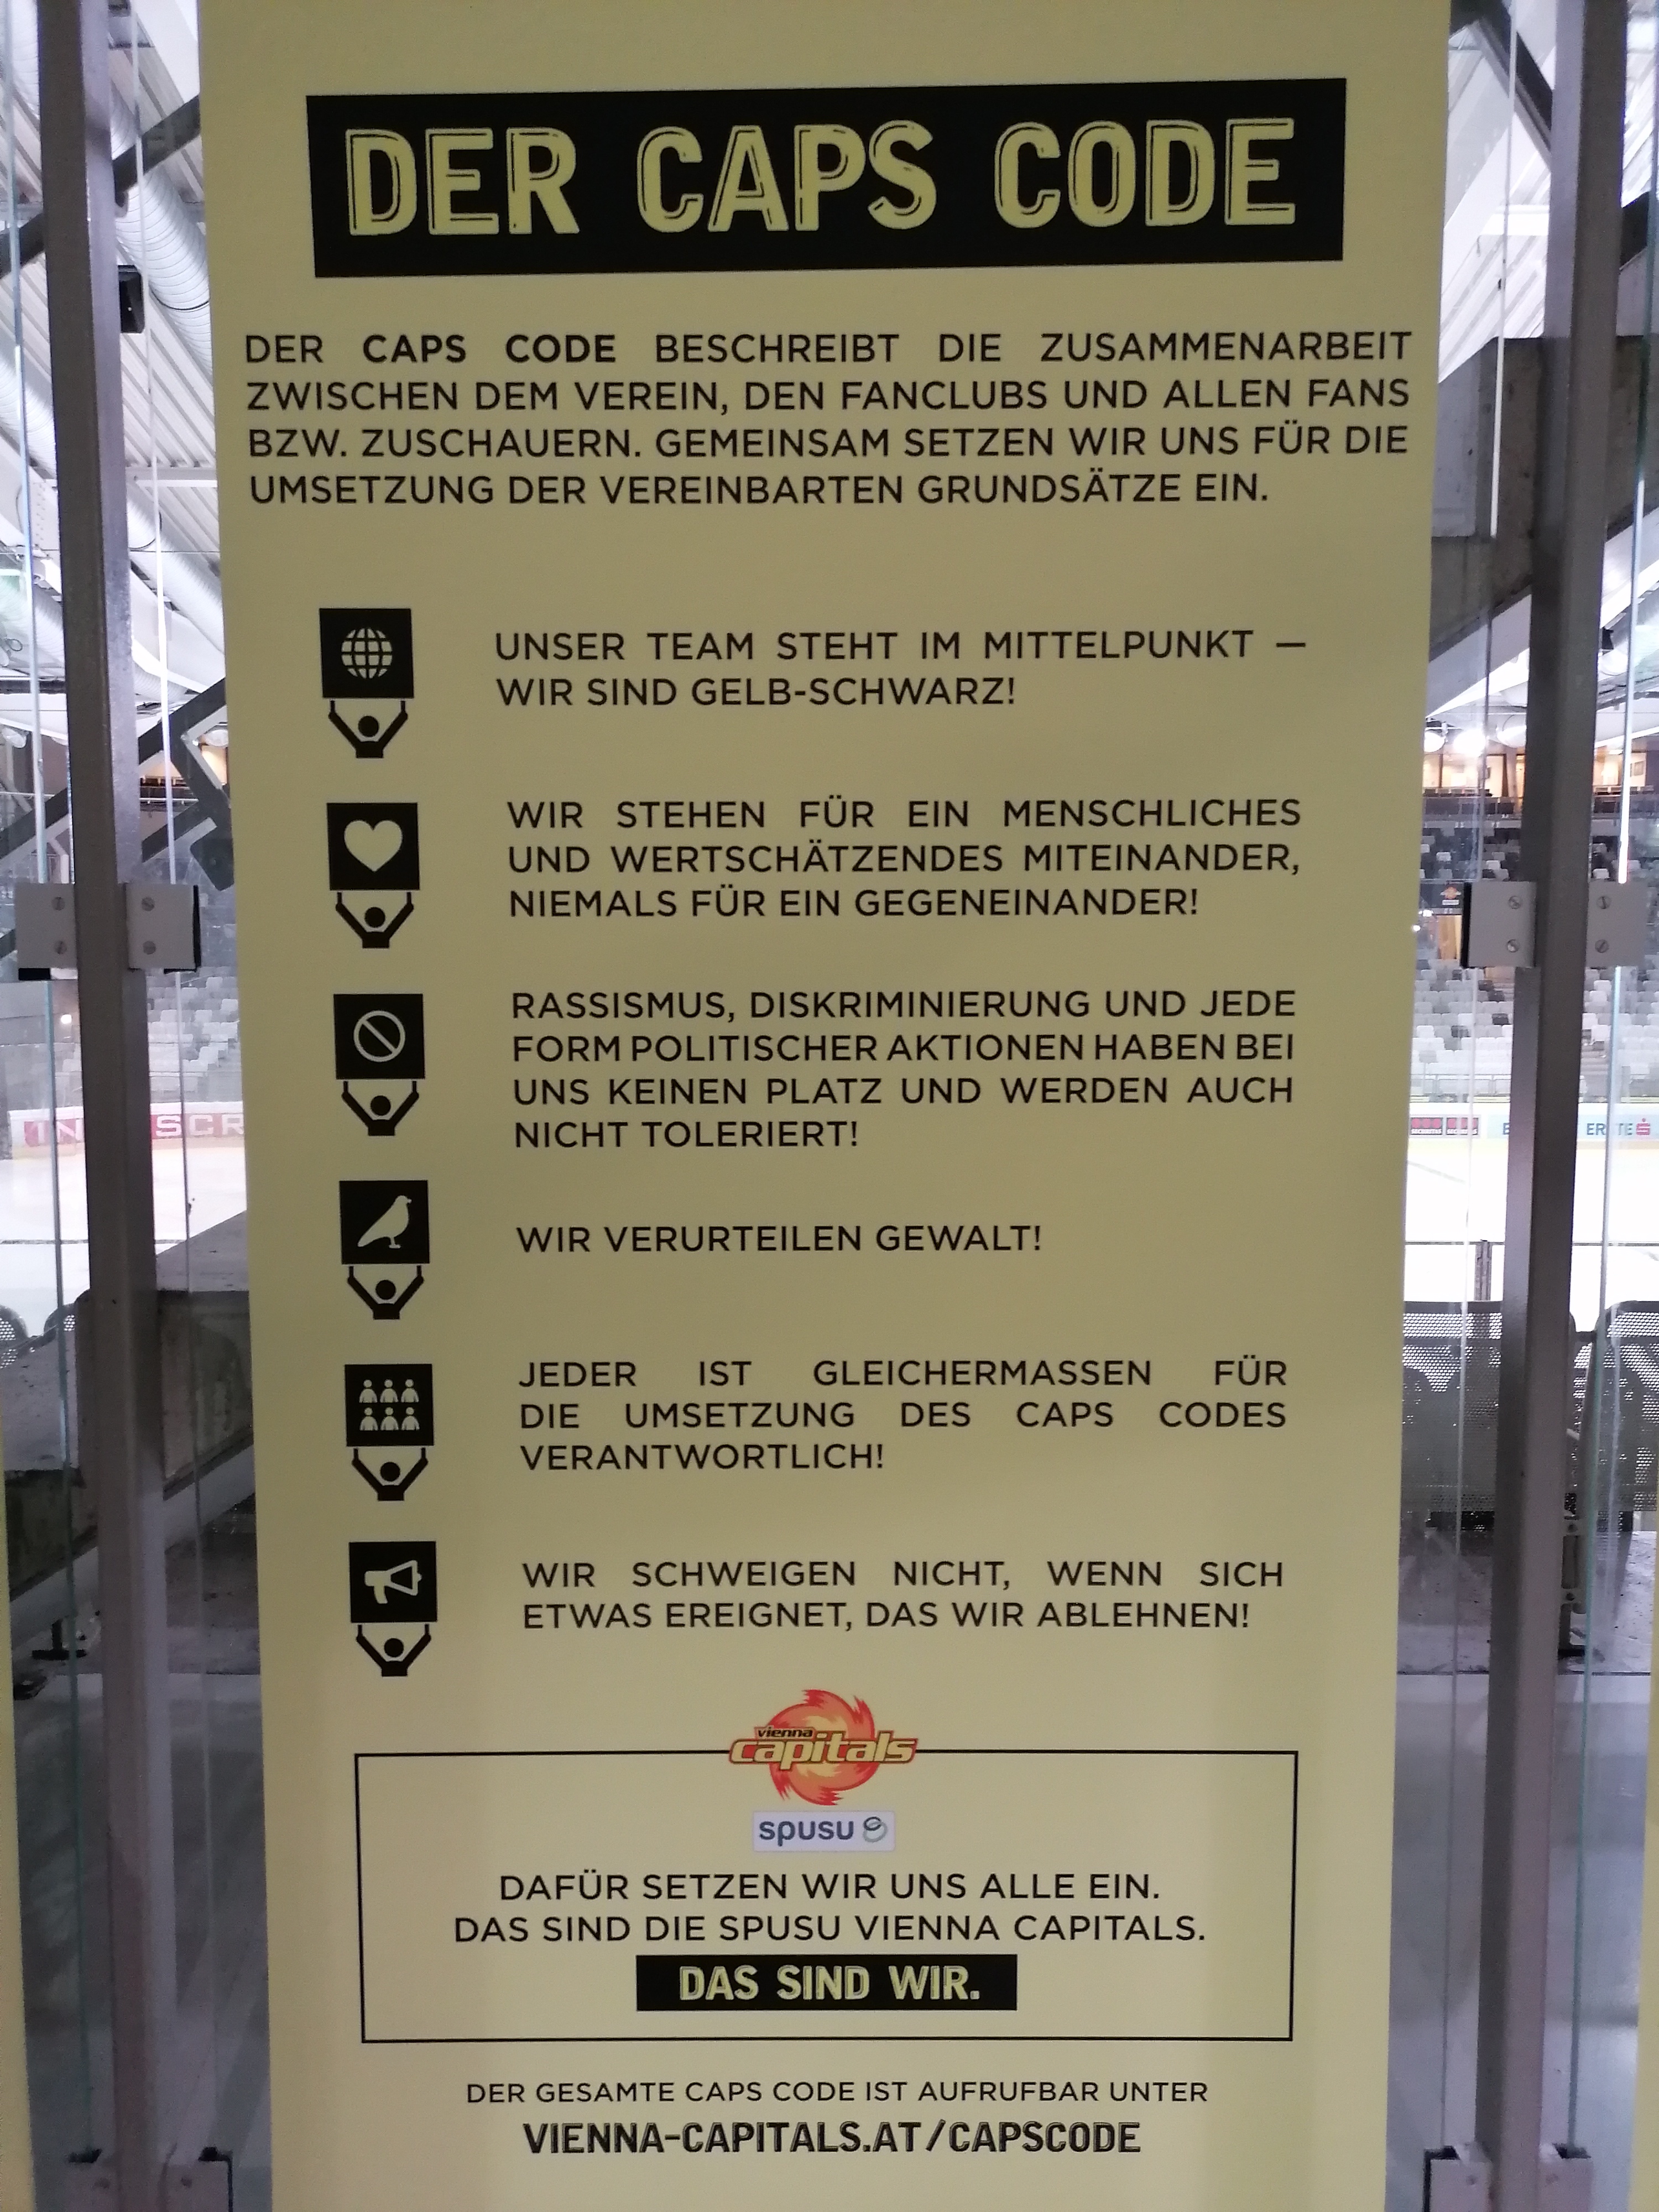 DER CAPS CODE
DER CAPS CODE BESCHREIBT DIE ZUSAMMENARBEIT
ZWISCHEN DEM VEREIN, DEN FANCLUBS UND ALLEN FANS
BZW. ZUSCHAUERN. GEMEINSAM SETZEN WIR UNS FÜR DIE
UMSETZUNG DER VEREINBARTEN GRUNDSÄTZE EIN.
UNSER TEAM STEHT IM MITTELPUNKT –
WIR SIND GELB-SCHWARZ!
WIR STEHEN FÜR EIN MENSCHLICHES
UND WERTSCHÄTZENDES MITEINANDER,
NIEMALS FÜR EIN GEGENEINANDER!
RASSISMUS, DISKRIMINIERUNG UND JEDE
FORM POLITISCHER AKTIONEN HABEN BEI
UNS KEINEN PLATZ UND WERDEN AUCH
NICHT TOLERIERT!
WIR VERURTEILEN GEWALT!
JEDER IST GLEICHERMASSEN FÜR
DIE UMSETZUNG DES CAPS CODES
VERANTWORTLICH!
WIR SCHWEIGEN NICHT, WENN SICH
ETWAS EREIGNET, DAS WIR ABLEHNEN!
vienna
capitals
spusu
DAFÜR SETZEN WIR UNS ALLE EIN.
DAS SIND DIE SPUSU VIENNA CAPITALS.
DAS SIND WIR.
DER GESAMTE CAPS CODE IST AUFRUFBAR UNTER
VIENNA-CAPITALS.AT/CAPSCODE